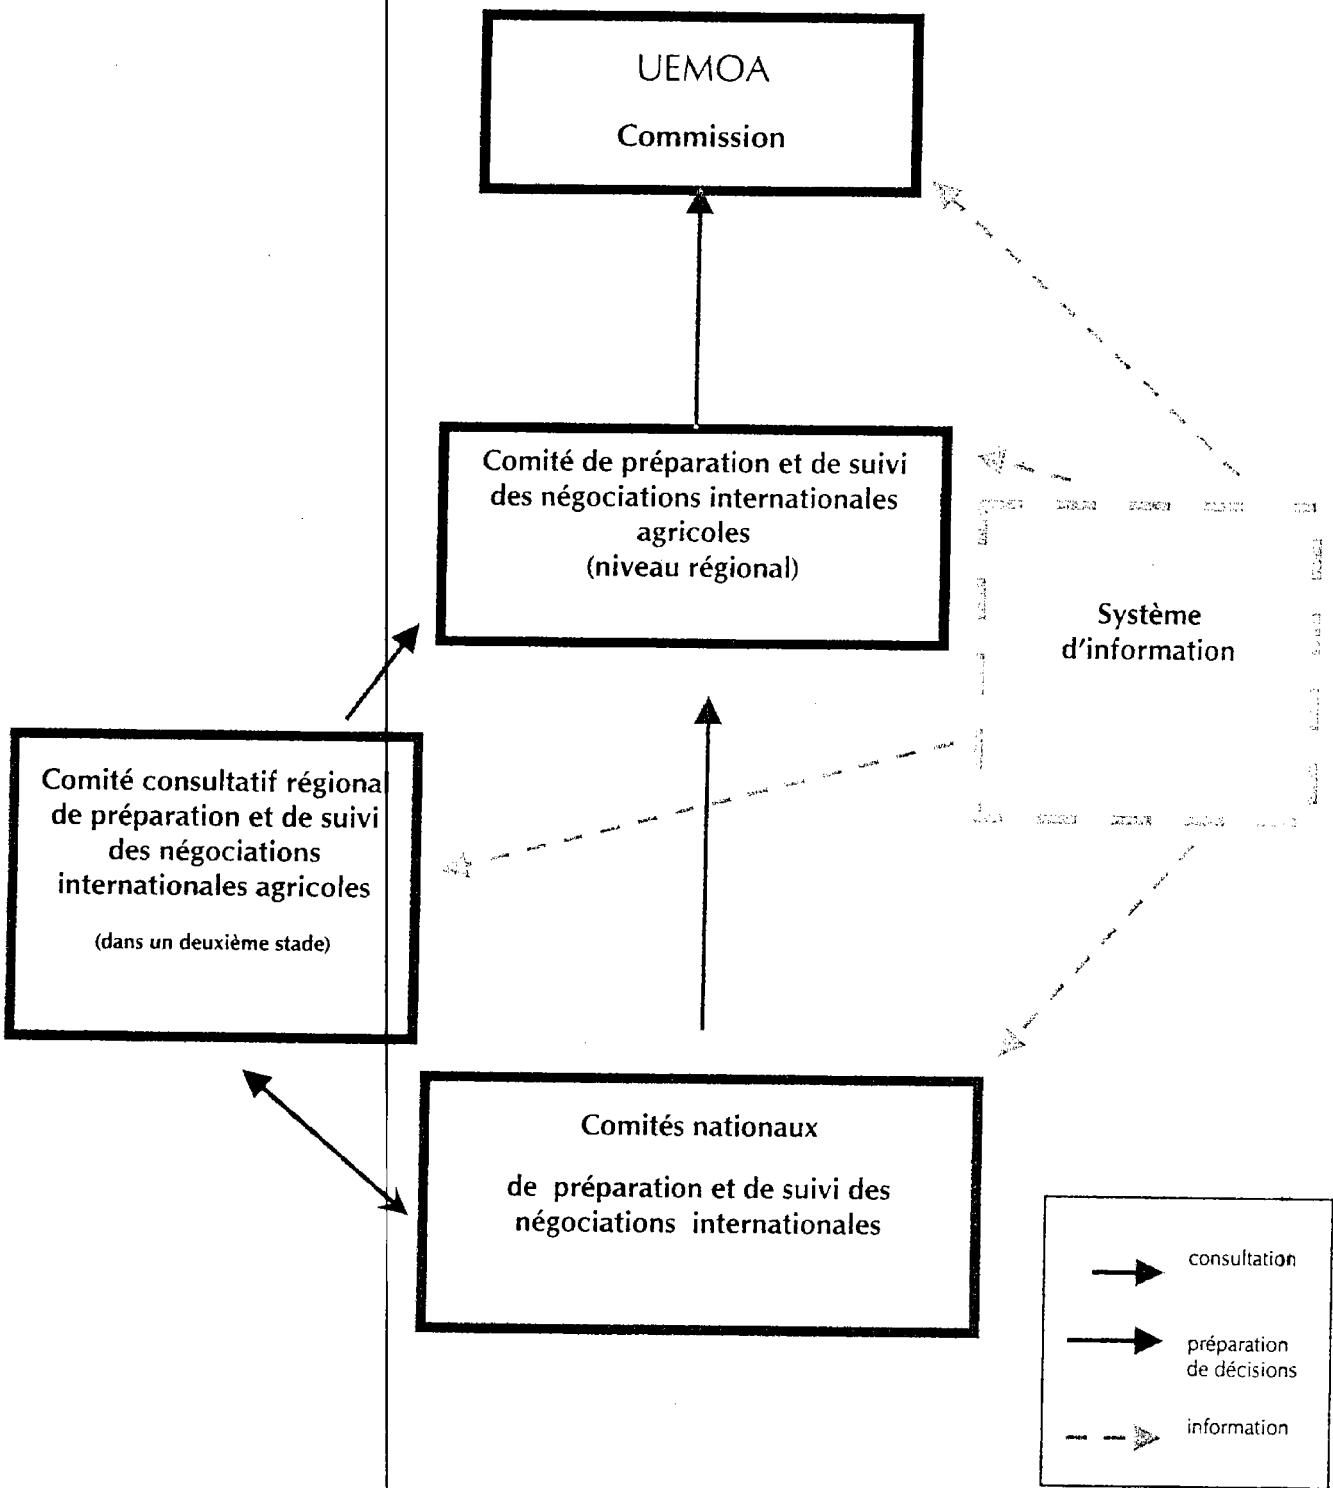 UEMOA
Commission
Comité de préparation et de suivi
des négociations internationales
agricoles
(niveau régional)
Système
d'information
Comité consultatif régional
de préparation et de suivi
des négociations
internationales agricoles
(dans un deuxième stade)
Comités nationaux
de préparation et de suivi des
négociations internationales
consultation
préparation
de décisions
information